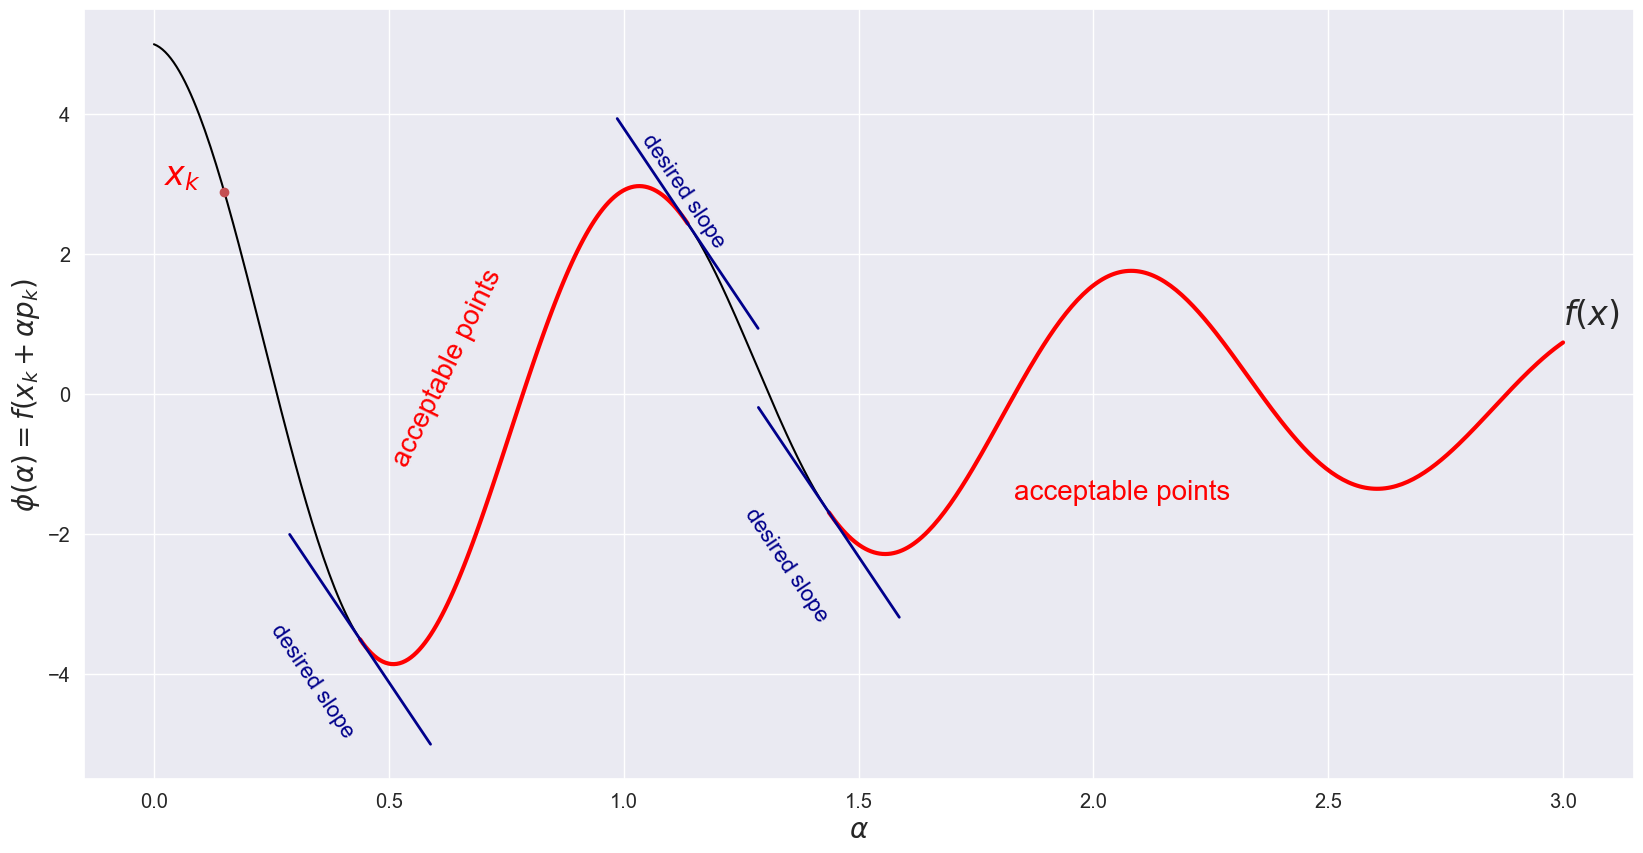 desired slope
x_k
acceptable points
f(x)
acceptable points
desired slope
desired slope
ϕ(α) = f(x_k + αp_k)
4
2
0
−2
−4
0.0 0.5 1.0 1.5 2.0 2.5 3.0
α